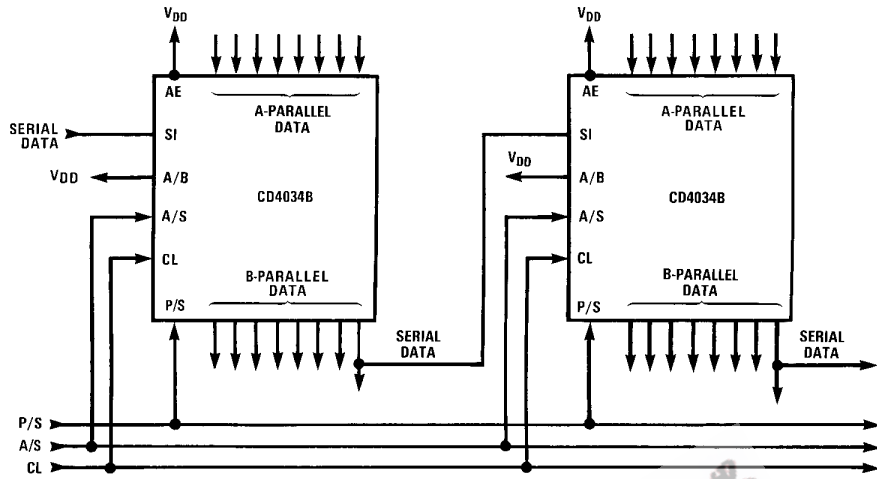 VDD
VDD
AE
A-PARALLEL
DATA
AE
A-PARALLEL
DATA
SERIAL
DATA
SI
SI
VDD
A/B
VDD
A/B
CD4034B
CD4034B
A/S
A/S
CL
CL
B-PARALLEL
DATA
B-PARALLEL
DATA
P/S
P/S
SERIAL
DATA
SERIAL
DATA
P/S
A/S
CL